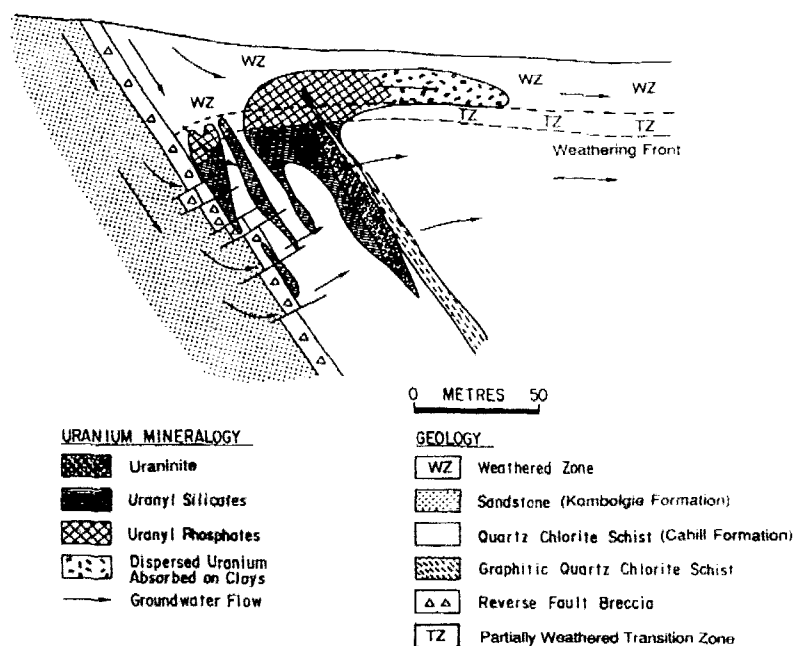 WZ
WZ
WZ
WZ
TZ
TZ
TZ
Weathering Front
0 METRES 50
URANIUM MINERALOGY
Uraninite
Uranyl Silicates
Uranyl Phosphates
Dispersed Uranium
Absorbed on Clays
Groundwater Flow
GEOLOGY
WZ Weathered Zone
Sandstone (Kombolgie Formation)
Quartz Chlorite Schist (Cahill Formation)
Graphitic Quartz Chlorite Schist
Reverse Fault Breccia
TZ Partially Weathered Transition Zone